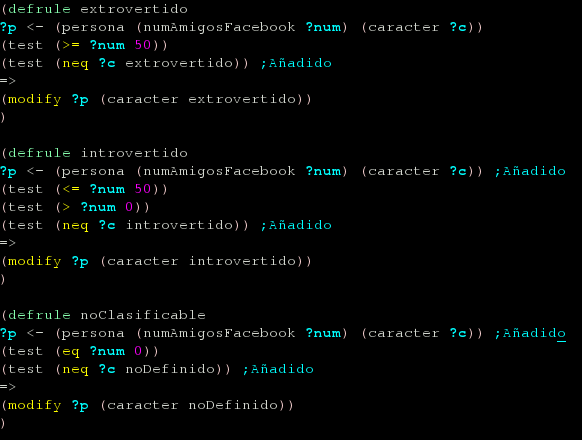 (defrule extrovertido
?p <- (persona (numAmigosFacebook ?num) (caracter ?c))
(test (>= ?num 50))
(test (neq ?c extrovertido)) ;Añadido
=>
(modify ?p (caracter extrovertido))
)
(defrule introvertido
?p <- (persona (numAmigosFacebook ?num) (caracter ?c)) ;Añadido
(test (<= ?num 50))
(test (> ?num 0))
(test (neq ?c introvertido)) ;Añadido
=>
(modify ?p (caracter introvertido))
)
(defrule noClasificable
?p <- (persona (numAmigosFacebook ?num) (caracter ?c)) ;Añadido
(test (eq ?num 0))
(test (neq ?c noDefinido)) ;Añadido
=>
(modify ?p (caracter noDefinido))
)